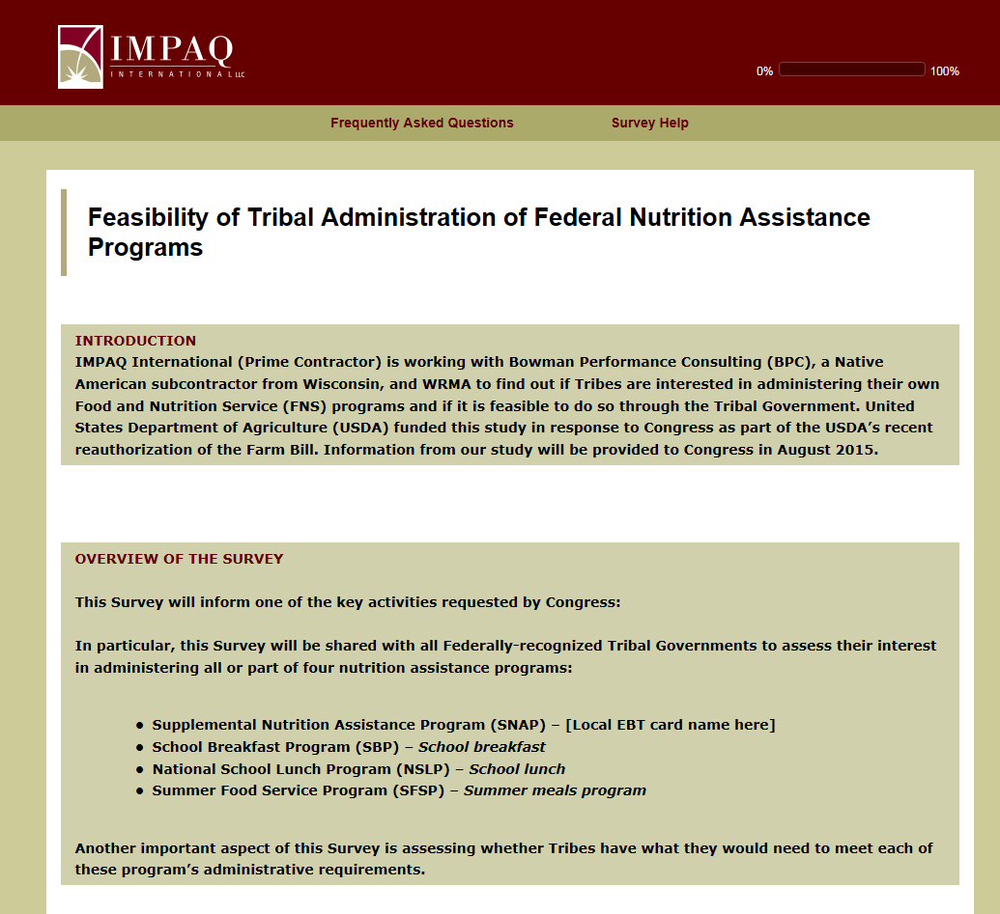 IMPAQ
INTERNATIONAL LLC
0% 100%
Frequently Asked Questions Survey Help
Feasibility of Tribal Administration of Federal Nutrition Assistance
Programs
INTRODUCTION
IMPAQ International (Prime Contractor) is working with Bowman Performance Consulting (BPC), a Native
American subcontractor from Wisconsin, and WRMA to find out if Tribes are interested in administering their own
Food and Nutrition Service (FNS) programs and if it is feasible to do so through the Tribal Government. United
States Department of Agriculture (USDA) funded this study in response to Congress as part of the USDA’s recent
reauthorization of the Farm Bill. Information from our study will be provided to Congress in August 2015.
OVERVIEW OF THE SURVEY
This Survey will inform one of the key activities requested by Congress:
In particular, this Survey will be shared with all Federally-recognized Tribal Governments to assess their interest
in administering all or part of four nutrition assistance programs:
• Supplemental Nutrition Assistance Program (SNAP) – [Local EBT card name here]
• School Breakfast Program (SBP) – School breakfast
• National School Lunch Program (NSLP) – School lunch
• Summer Food Service Program (SFSP) – Summer meals program
Another important aspect of this Survey is assessing whether Tribes have what they would need to meet each of
these program’s administrative requirements.